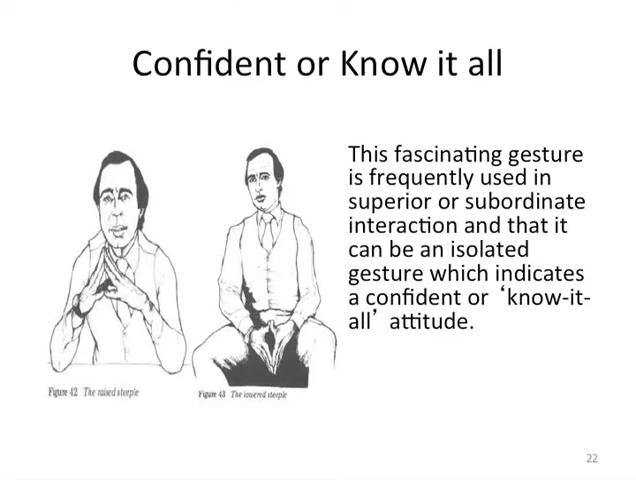 Confident or Know it all
This fascinating gesture
is frequently used in
superior or subordinate
interaction and that it
can be an isolated
gesture which indicates
a confident or ‘know-it-
all’ attitude.
Figure 42 The raised steeple
Figure 43 The lowered steeple
22